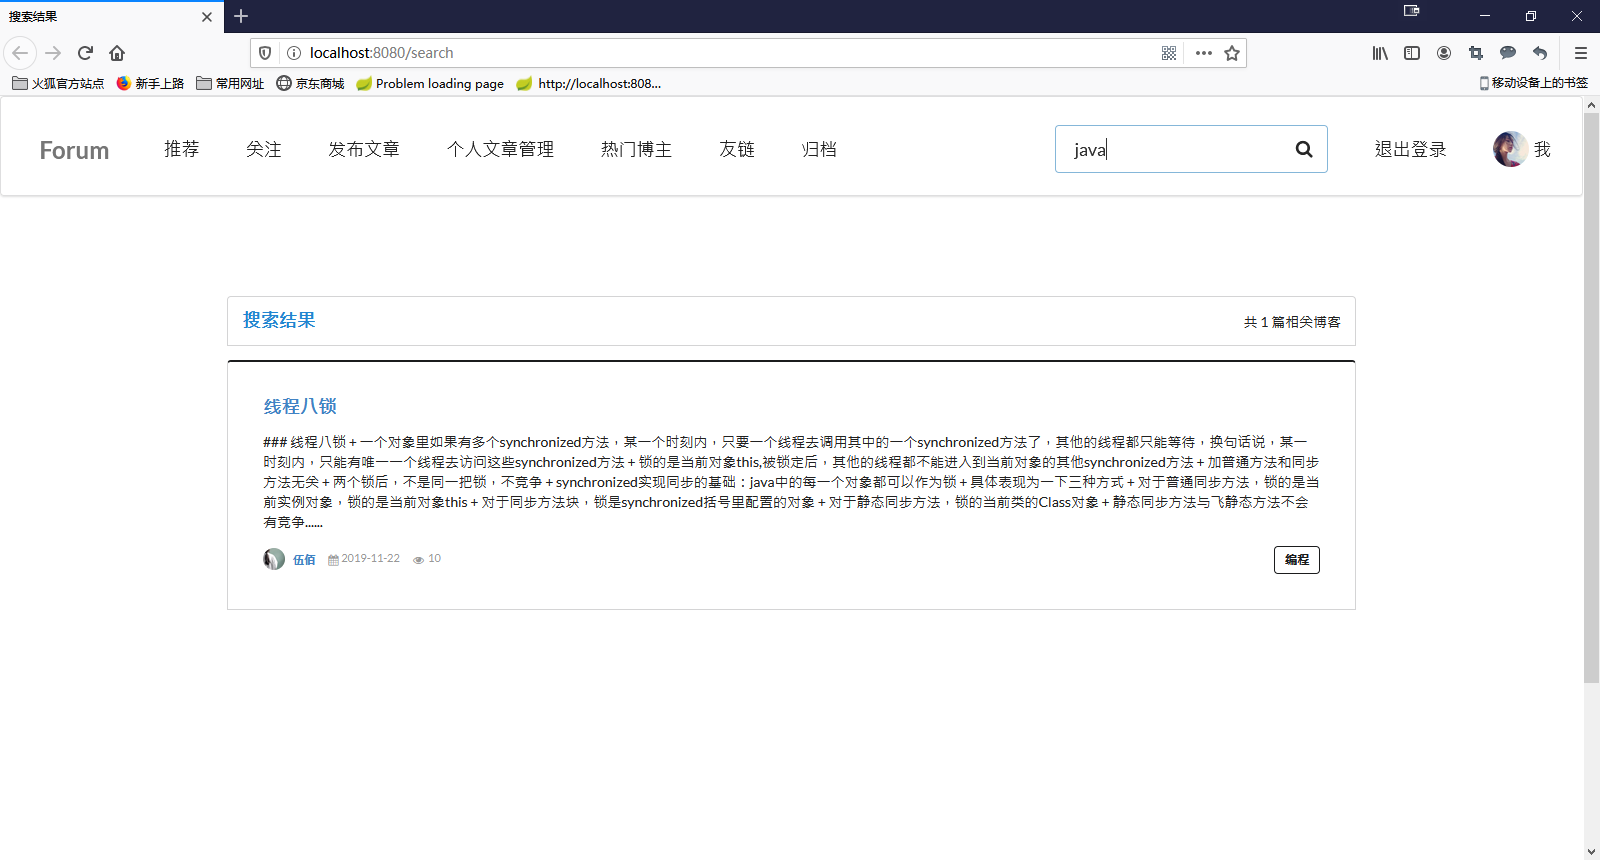 搜索结果
localhost:8080/search
火狐官方站点 新手上路 常用网址 京东商城 Problem loading page http://localhost:808... 移动设备上的书签
Forum 推荐 关注 发布文章 个人文章管理 热门博主 友链 归档 java 退出登录 我
搜索结果 共 1 篇相关博客
线程八锁
### 线程八锁 + 一个对象里如果有多个synchronized方法，某一个时刻内，只要一个线程去调用其中的一个synchronized方法了，其他的线程都只能等待，换句话说，某一
时刻内，只能有唯一一个线程去访问这些synchronized方法 + 锁的是当前对象this,被锁定后，其他的线程都不能进入到当前对象的其他synchronized方法 + 加普通方法和同步
方法无关 + 两个锁后，不是同一把锁，不竞争 + synchronized实现同步的基础：java中的每一个对象都可以作为锁 + 具体表现为一下三种方式 + 对于普通同步方法，锁的是当
前实例对象，锁的是当前对象this + 对于同步方法块，锁是synchronized括号里配置的对象 + 对于静态同步方法，锁的当前类的Class对象 + 静态同步方法与飞静态方法不会
有竞争......
伍佰 2019-11-22 10 编程